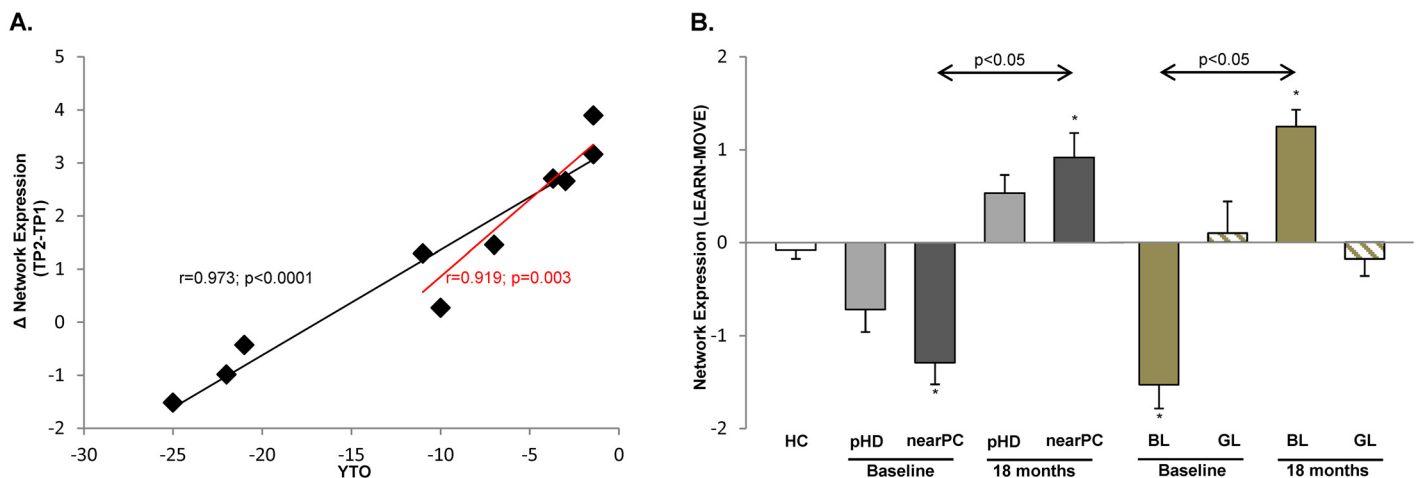 A.
5
4
3
2
1
0
-1
-2
-30
-25
-20
-15
-10
-5
0
Δ Network Expression
(TP2-TP1)
YTO
r=0.973; p<0.0001
r=0.919; p=0.003
B.
2
1
0
-1
-2
Network Expression (LEARN-MOVE)
p<0.05
p<0.05
*
*
*
*
HC
pHD
nearPC
pHD
nearPC
BL
GL
BL
GL
Baseline
18 months
Baseline
18 months